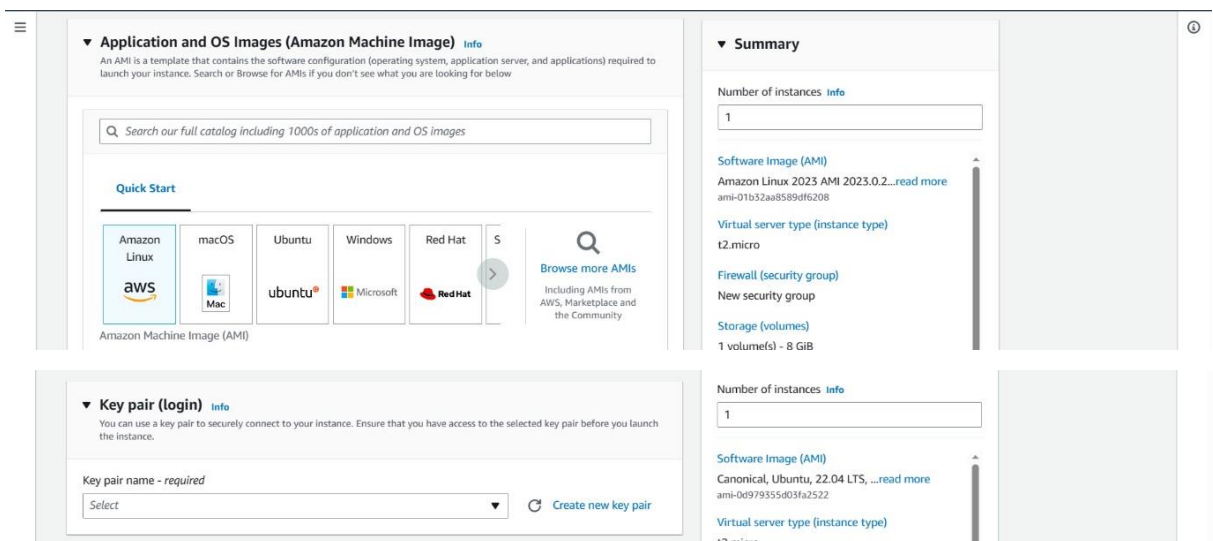 Application and OS Images (Amazon Machine Image) Info
An AMI is a template that contains the software configuration (operating system, application server, and applications) required to
launch your instance. Search or Browse for AMIs if you don't see what you are looking for below
Search our full catalog including 1000s of application and OS images
Quick Start
Amazon
Linux
aws
macOS
Mac
Ubuntu
ubuntu
Windows
Microsoft
Red Hat
Red Hat
S
Browse more AMIs
Including AMIs from
AWS, Marketplace and
the Community
Amazon Machine Image (AMI)
Summary
Number of instances Info
1
Software Image (AMI)
Amazon Linux 2023 AMI 2023.0.2...read more
ami-01b32aa8589df6208
Virtual server type (instance type)
t2.micro
Firewall (security group)
New security group
Storage (volumes)
1 volume(s) - 8 GiB
Key pair (login) Info
You can use a key pair to securely connect to your instance. Ensure that you have access to the selected key pair before you launch
the instance.
Key pair name - required
Select
Create new key pair
Number of instances Info
1
Software Image (AMI)
Canonical, Ubuntu, 22.04 LTS, ...read more
ami-0d979355d03fa2522
Virtual server type (instance type)
t2.micro